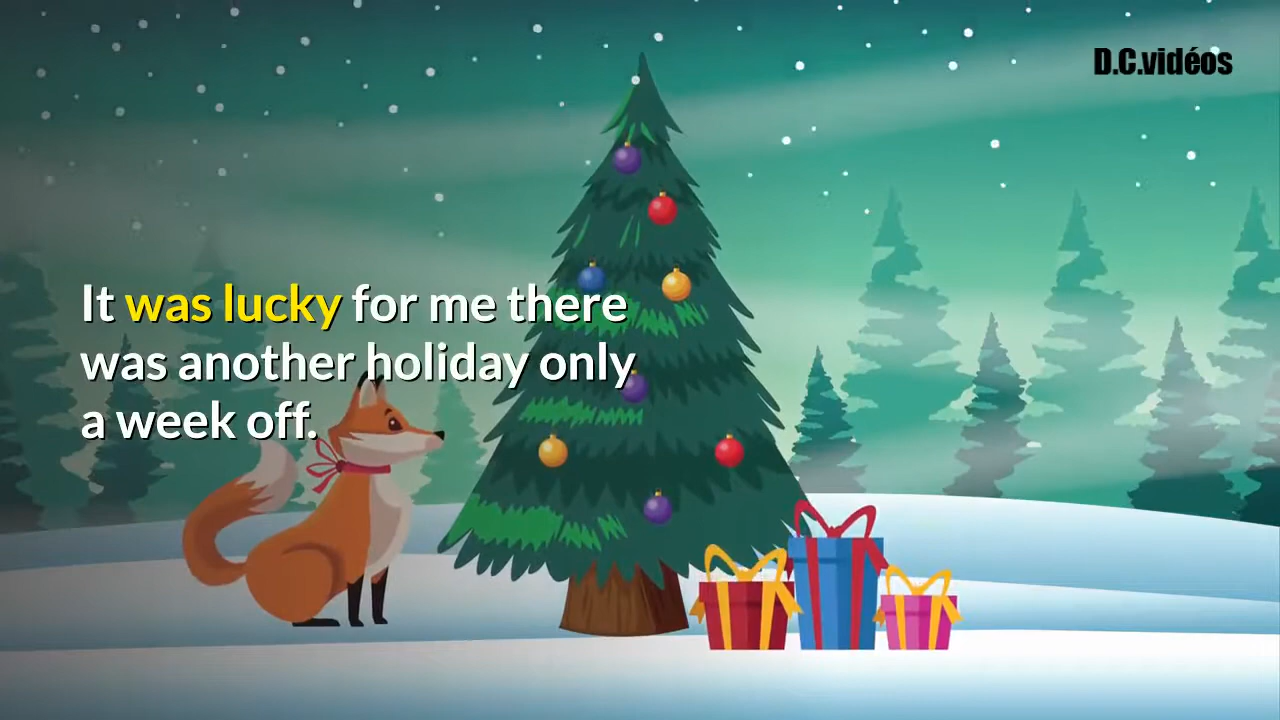 D.C.vidéos
It was lucky for me there
was another holiday only
a week off.